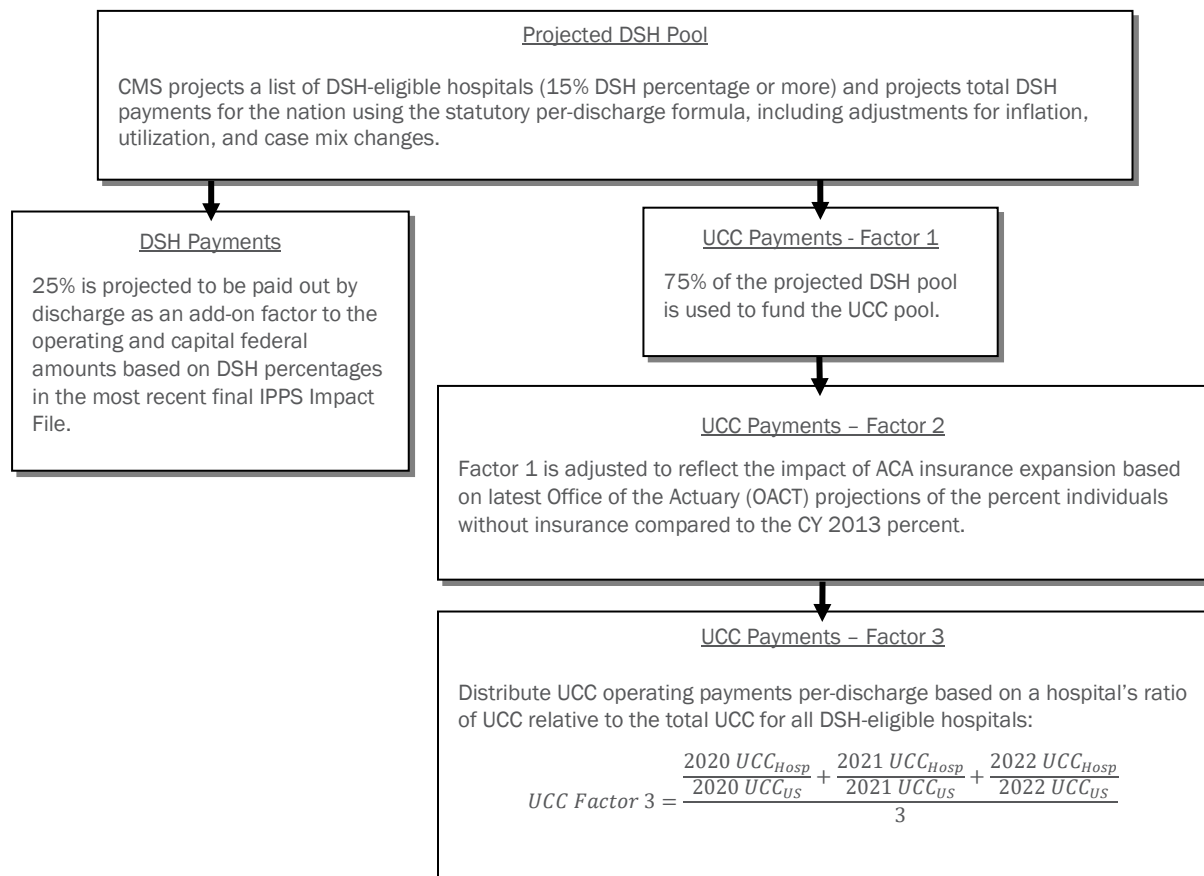 Projected DSH Pool
CMS projects a list of DSH-eligible hospitals (15% DSH percentage or more) and projects total DSH
payments for the nation using the statutory per-discharge formula, including adjustments for inflation,
utilization, and case mix changes.
DSH Payments
25% is projected to be paid out by
discharge as an add-on factor to the
operating and capital federal
amounts based on DSH percentages
in the most recent final IPPS Impact
File.
UCC Payments - Factor 1
75% of the projected DSH pool
is used to fund the UCC pool.
UCC Payments – Factor 2
Factor 1 is adjusted to reflect the impact of ACA insurance expansion based
on latest Office of the Actuary (OACT) projections of the percent individuals
without insurance compared to the CY 2013 percent.
UCC Payments – Factor 3
Distribute UCC operating payments per-discharge based on a hospital’s ratio
of UCC relative to the total UCC for all DSH-eligible hospitals:
2020 UCC_Hosp + 2021 UCC_Hosp + 2022 UCC_Hosp
2020 UCC_US 2021 UCC_US 2022 UCC_US
UCC Factor 3 =
3